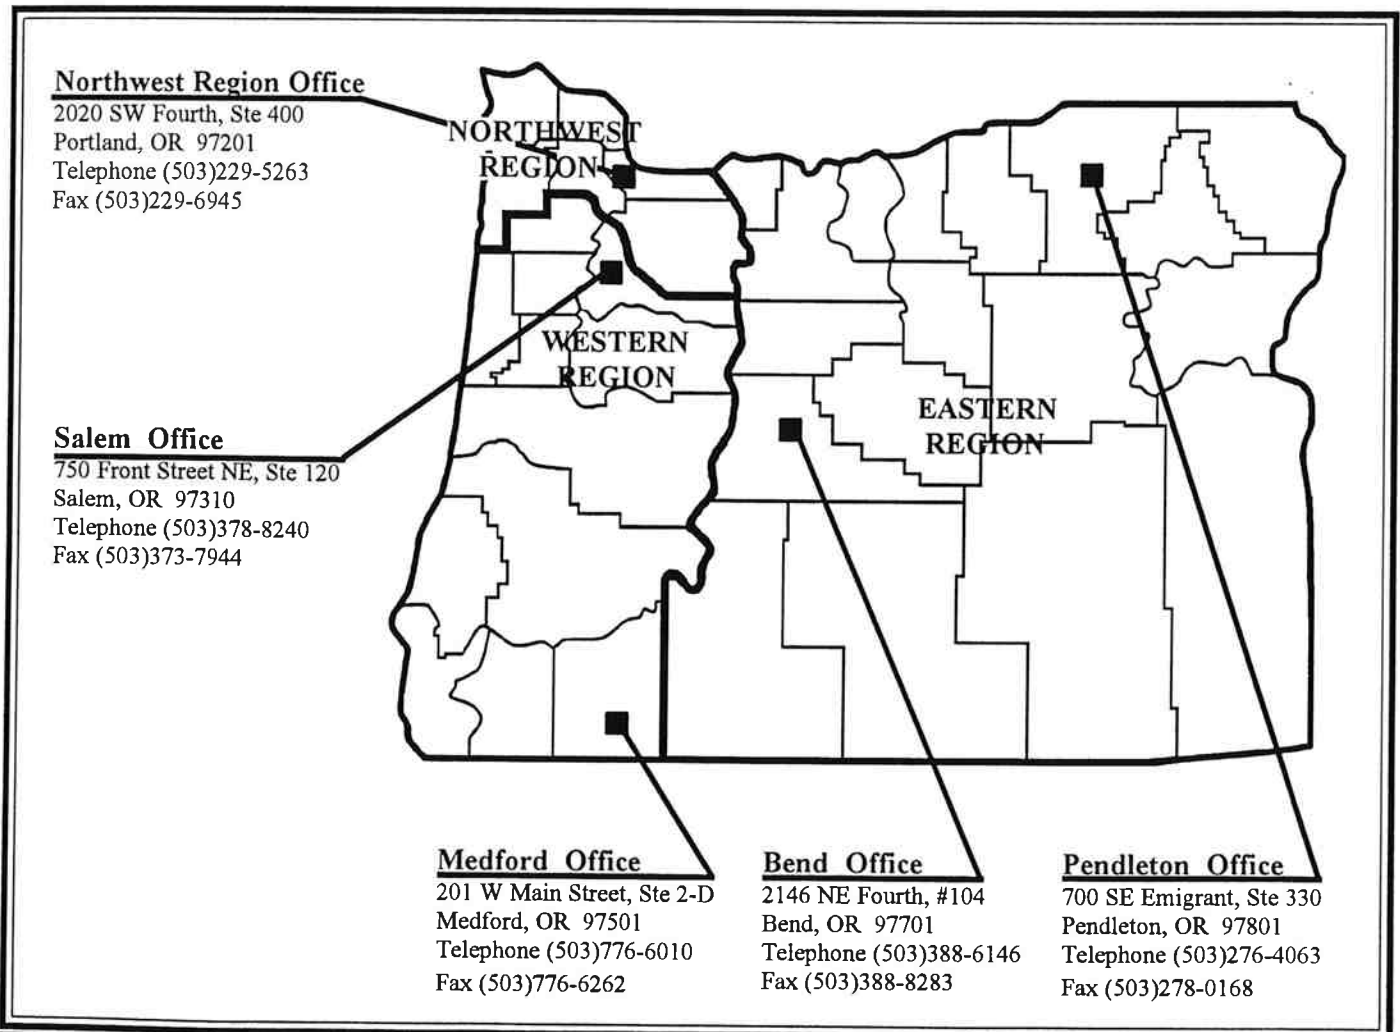 Northwest Region Office
2020 SW Fourth, Ste 400
Portland, OR 97201
Telephone (503)229-5263
Fax (503)229-6945
NORTHWEST
REGION
Salem Office
750 Front Street NE, Ste 120
Salem, OR 97310
Telephone (503)378-8240
Fax (503)373-7944
WESTERN
REGION
EASTERN
REGION
Medford Office
201 W Main Street, Ste 2-D
Medford, OR 97501
Telephone (503)776-6010
Fax (503)776-6262
Bend Office
2146 NE Fourth, #104
Bend, OR 97701
Telephone (503)388-6146
Fax (503)388-8283
Pendleton Office
700 SE Emigrant, Ste 330
Pendleton, OR 97801
Telephone (503)276-4063
Fax (503)278-0168